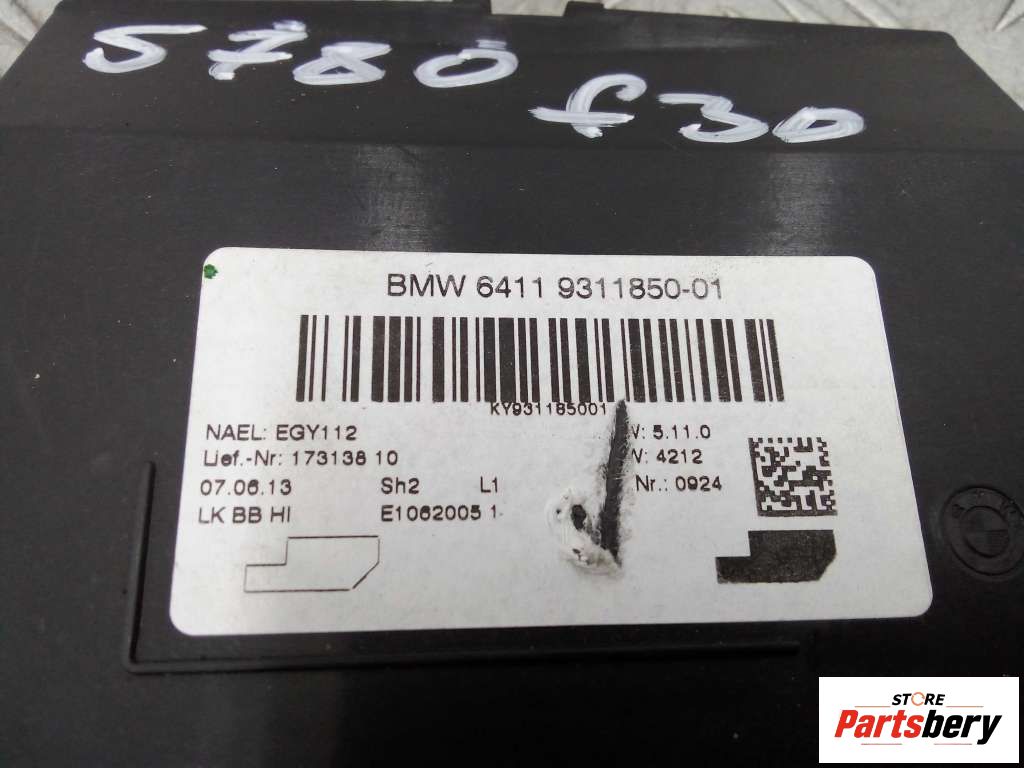 5780
f30
BMW 6411 9311850-01
KY931185001
NAEL: EGY112
W: 5.11.0
Lief.-Nr: 173138 10
W: 4212
07.06.13 Sh2 L1 Nr.: 0924
LK BB HI E1062005 1
STORE
Partsbery